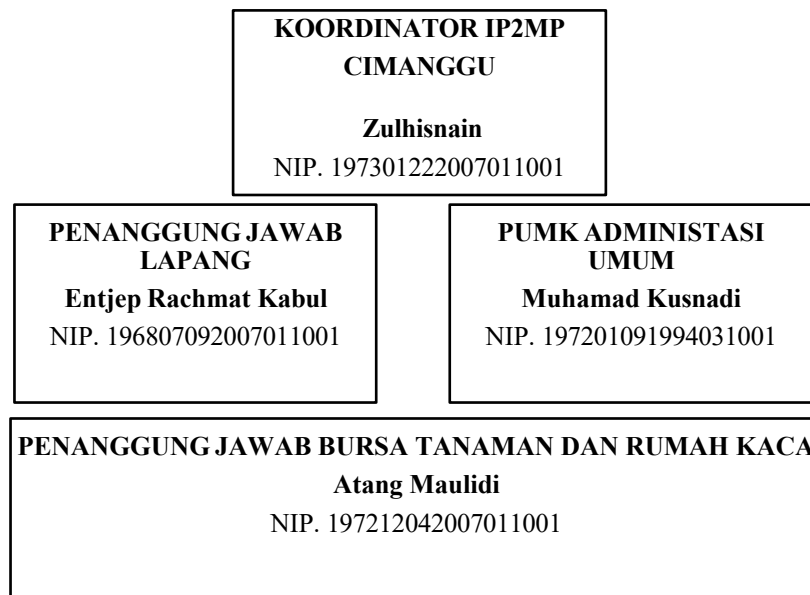 KOORDINATOR IP2MP
CIMANGGU
Zulhisnain
NIP. 197301222007011001
PENANGGUNG JAWAB
LAPANG
Entjep Rachmat Kabul
NIP. 196807092007011001
PUMK ADMINISTASI
UMUM
Muhamad Kusnadi
NIP. 197201091994031001
PENANGGUNG JAWAB BURSA TANAMAN DAN RUMAH KACA
Atang Maulidi
NIP. 197212042007011001